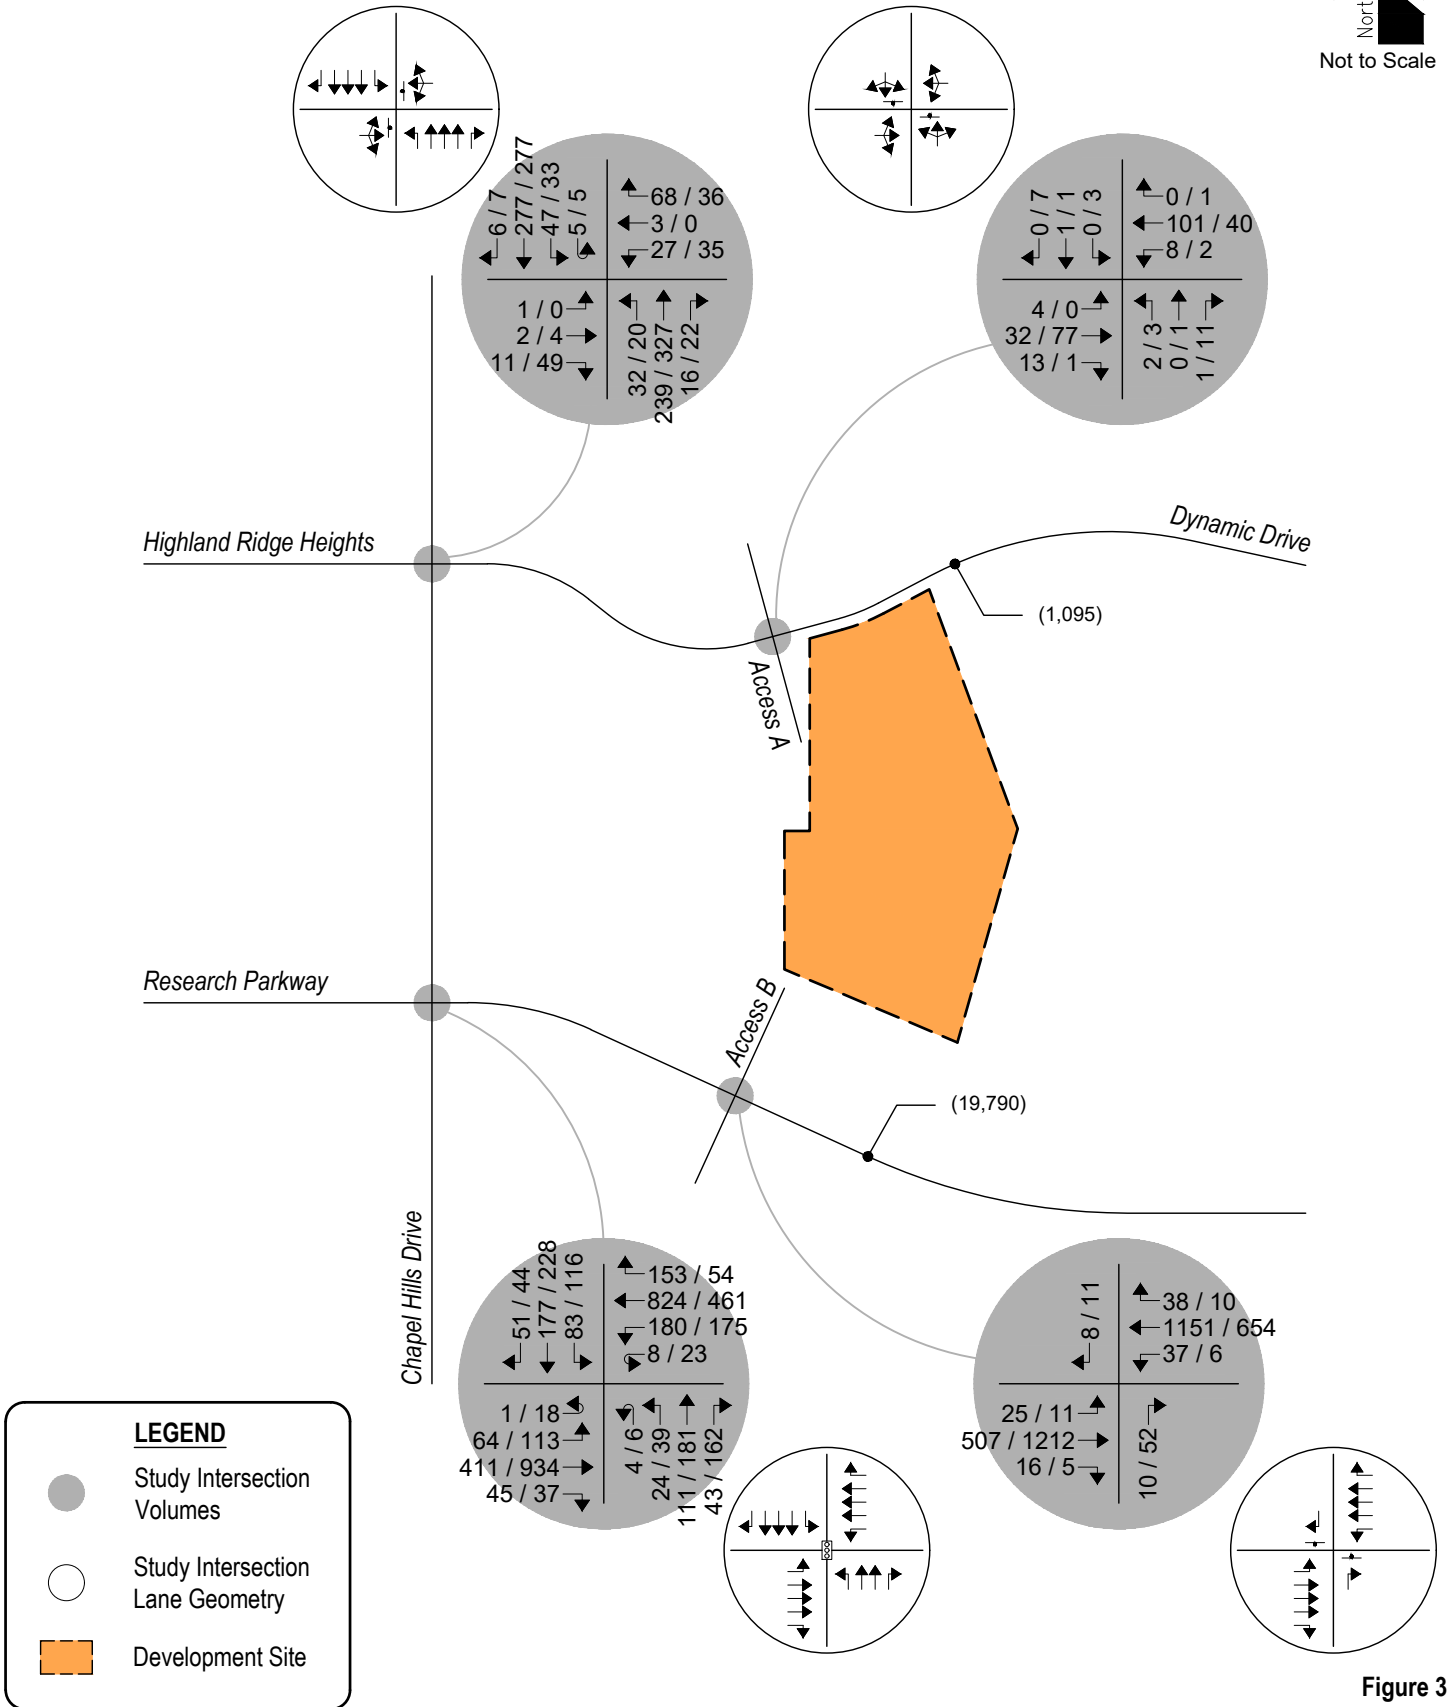 Nort
Not to Scale
6 / 7
277 / 277
47 / 33
5 / 5
68 / 36
3 / 0
27 / 35
1 / 0
2 / 4
11 / 49
32 / 20
239 / 327
16 / 22
0 / 7
1 / 1
0 / 3
0 / 1
101 / 40
8 / 2
4 / 0
32 / 77
13 / 1
2 / 3
0 / 1
1 / 11
Highland Ridge Heights
Dynamic Drive
(1,095)
Access A
Research Parkway
Access B
(19,790)
Chapel Hills Drive
51 / 44
177 / 228
83 / 116
153 / 54
824 / 461
180 / 175
8 / 23
1 / 18
64 / 113
411 / 934
45 / 37
4 / 6
24 / 39
111 / 181
43 / 162
8 / 11
38 / 10
1151 / 654
37 / 6
25 / 11
507 / 1212
16 / 5
10 / 52
LEGEND
Study Intersection
Volumes
Study Intersection
Lane Geometry
Development Site
Figure 3